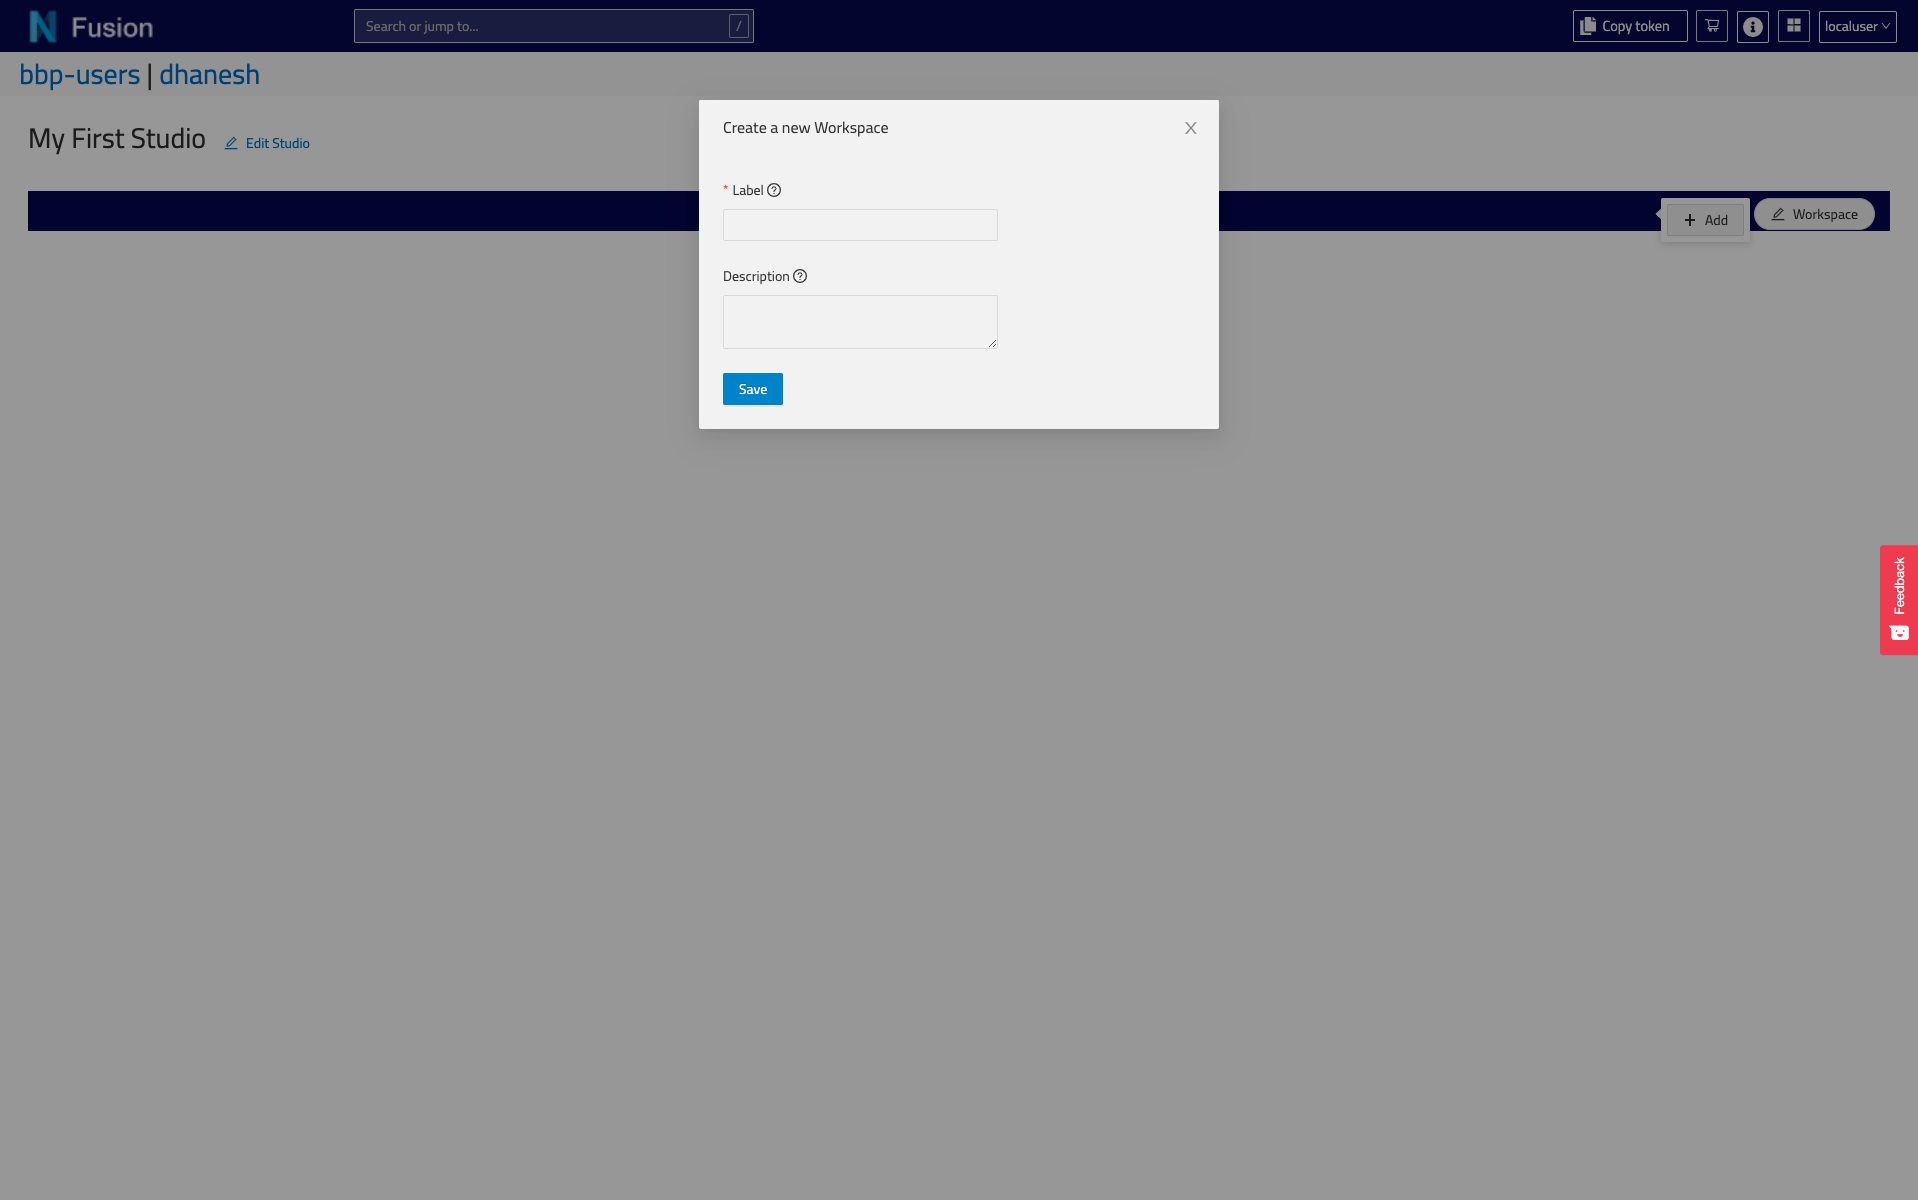 Fusion
Search or jump to... /
Copy token
localuser
bbp-users | dhanesh
My First Studio
Edit Studio
Create a new Workspace
* Label
Description
Save
+ Add
Workspace
Feedback